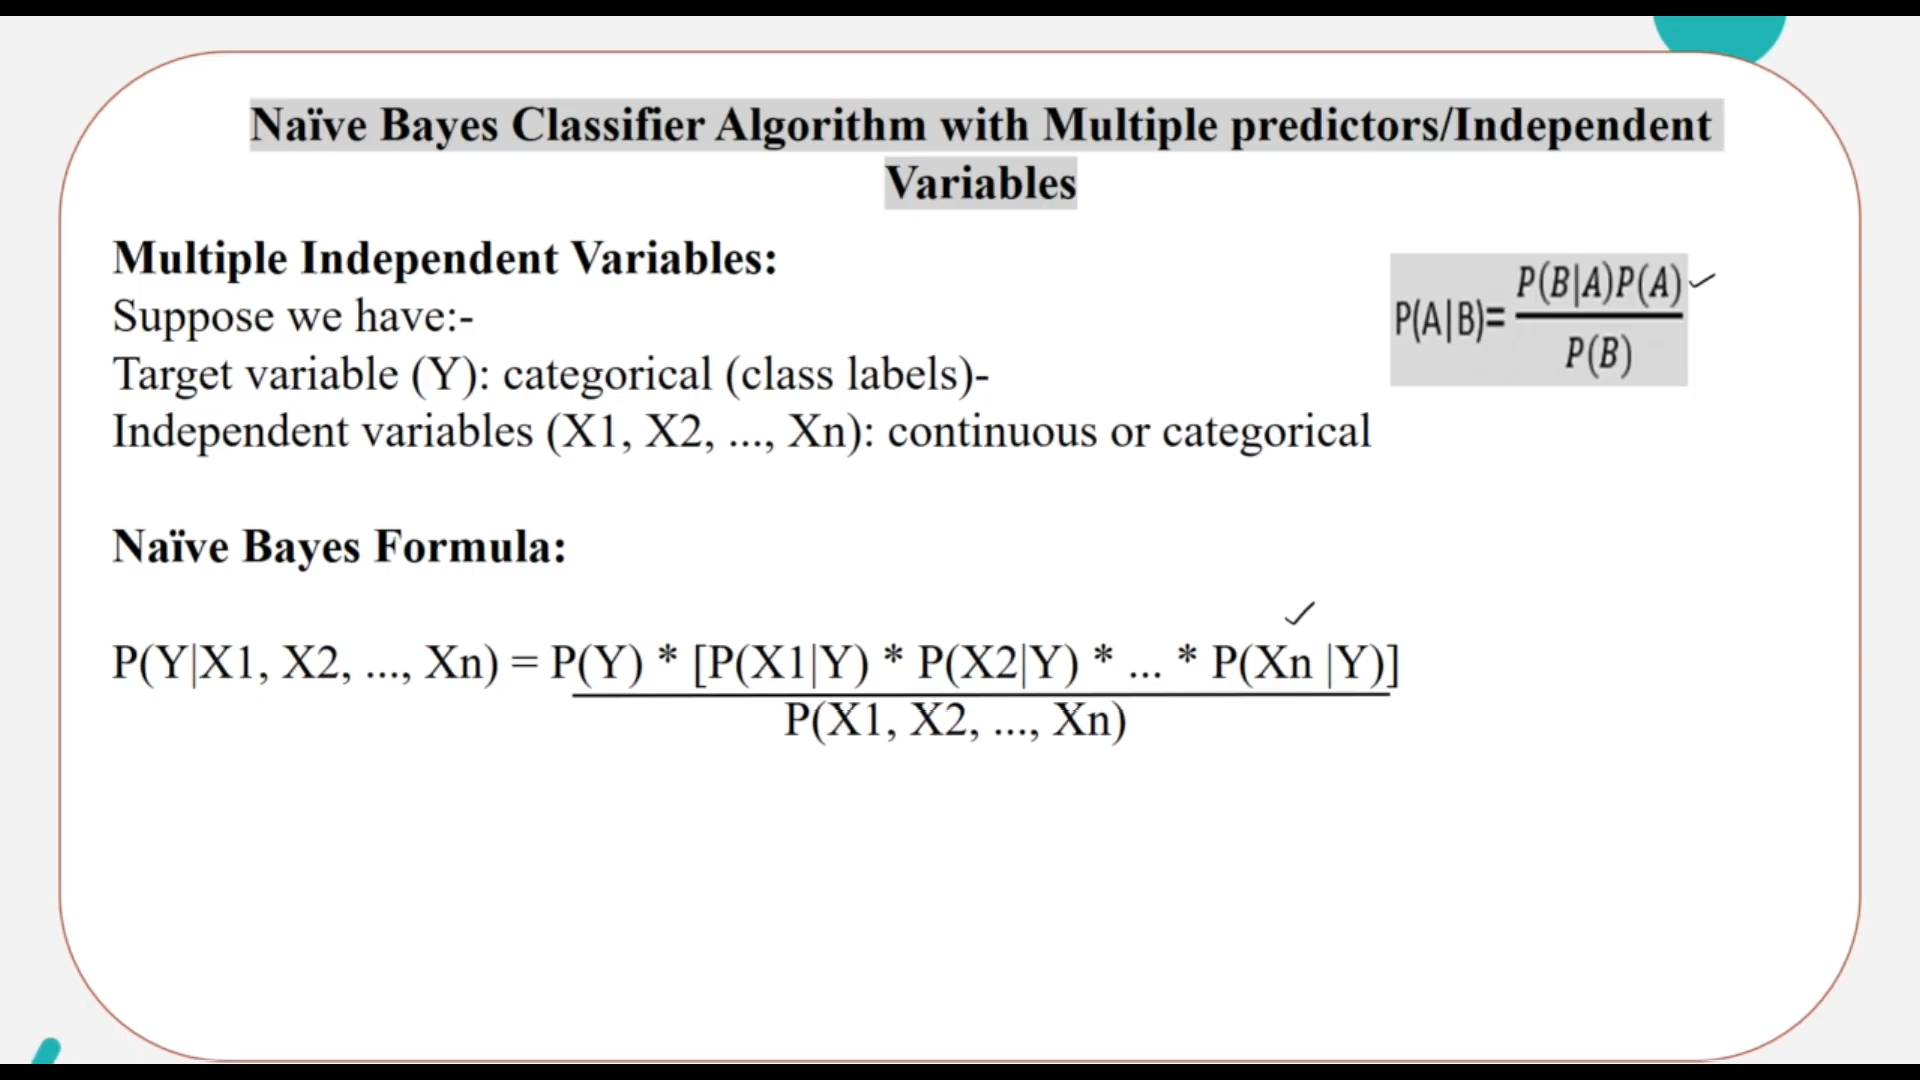 Naïve Bayes Classifier Algorithm with Multiple predictors/Independent
Variables
Multiple Independent Variables:
Suppose we have:-
Target variable (Y): categorical (class labels)-
Independent variables (X1, X2, ..., Xn): continuous or categorical
P(A|B)= P(B|A)P(A)
P(B)
Naïve Bayes Formula:
P(Y|X1, X2, ..., Xn) = P(Y) * [P(X1|Y) * P(X2|Y) * ... * P(Xn |Y)]
P(X1, X2, ..., Xn)